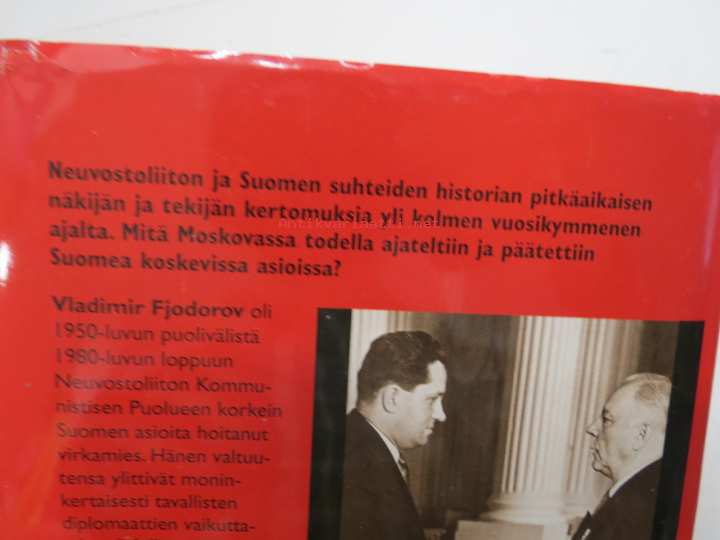 Neuvostoliiton ja Suomen suhteiden historian pitkäaikaisen
näkijän ja tekijän kertomuksia yli kolmen vuosikymmenen
Antikvariaatti.net
ajalta. Mitä Moskovassa todella ajateltiin ja päätettiin
Suomea koskevissa asioissa?
Vladimir Fjodorov oli
1950-luvun puolivälistä
1980-luvun loppuun
Neuvostoliiton Kommu-
nistisen Puolueen korkein
Suomen asioita hoitanut
virkamies. Hänen valtuu-
tensa ylittivät monin-
kertaisesti tavallisten
diplomaattien vaikutta-